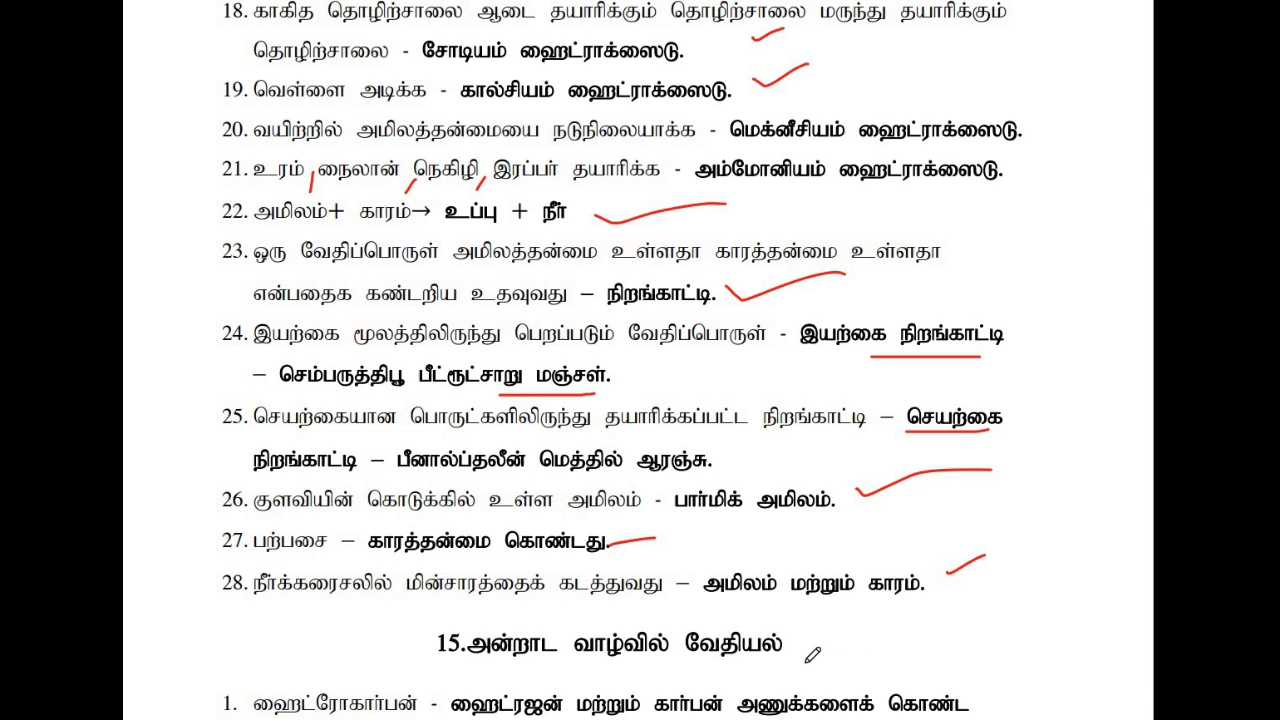 18. காகித தொழிற்சாலை ஆடை தயாரிக்கும் தொழிற்சாலை மருந்து தயாரிக்கும்
தொழிற்சாலை - சோடியம் ஹைட்ராக்ஸைடு.
19. வெள்ளை அடிக்க - கால்சியம் ஹைட்ராக்ஸைடு.
20. வயிற்றில் அமிலத்தன்மையை நடுநிலையாக்க - மெக்னீசியம் ஹைட்ராக்ஸைடு.
21. உரம் நைலான் நெகிழி இரப்பர் தயாரிக்க - அம்மோனியம் ஹைட்ராக்ஸைடு.
22. அமிலம்+ காரம்→ உப்பு + நீர்
23. ஒரு வேதிப்பொருள் அமிலத்தன்மை உள்ளதா காரத்தன்மை உள்ளதா
என்பதைக கண்டறிய உதவுவது – நிறங்காட்டி.
24. இயற்கை மூலத்திலிருந்து பெறப்படும் வேதிப்பொருள் - இயற்கை நிறங்காட்டி
– செம்பருத்திபூ பீட்ரூட்சாறு மஞ்சள்.
25. செயற்கையான பொருட்களிலிருந்து தயாரிக்கப்பட்ட நிறங்காட்டி – செயற்கை
நிறங்காட்டி – பீனால்ப்தலீன் மெத்தில் ஆரஞ்சு.
26. குளவியின் கொடுக்கில் உள்ள அமிலம் - பார்மிக் அமிலம்.
27. பற்பசை – காரத்தன்மை கொண்டது.
28. நீர்க்கரைசலில் மின்சாரத்தைக் கடத்துவது – அமிலம் மற்றும் காரம்.
15.அன்றாட வாழ்வில் வேதியல்
1. ஹைட்ரோகார்பன் - ஹைட்ரஜன் மற்றும் கார்பன் அணுக்களைக் கொண்ட